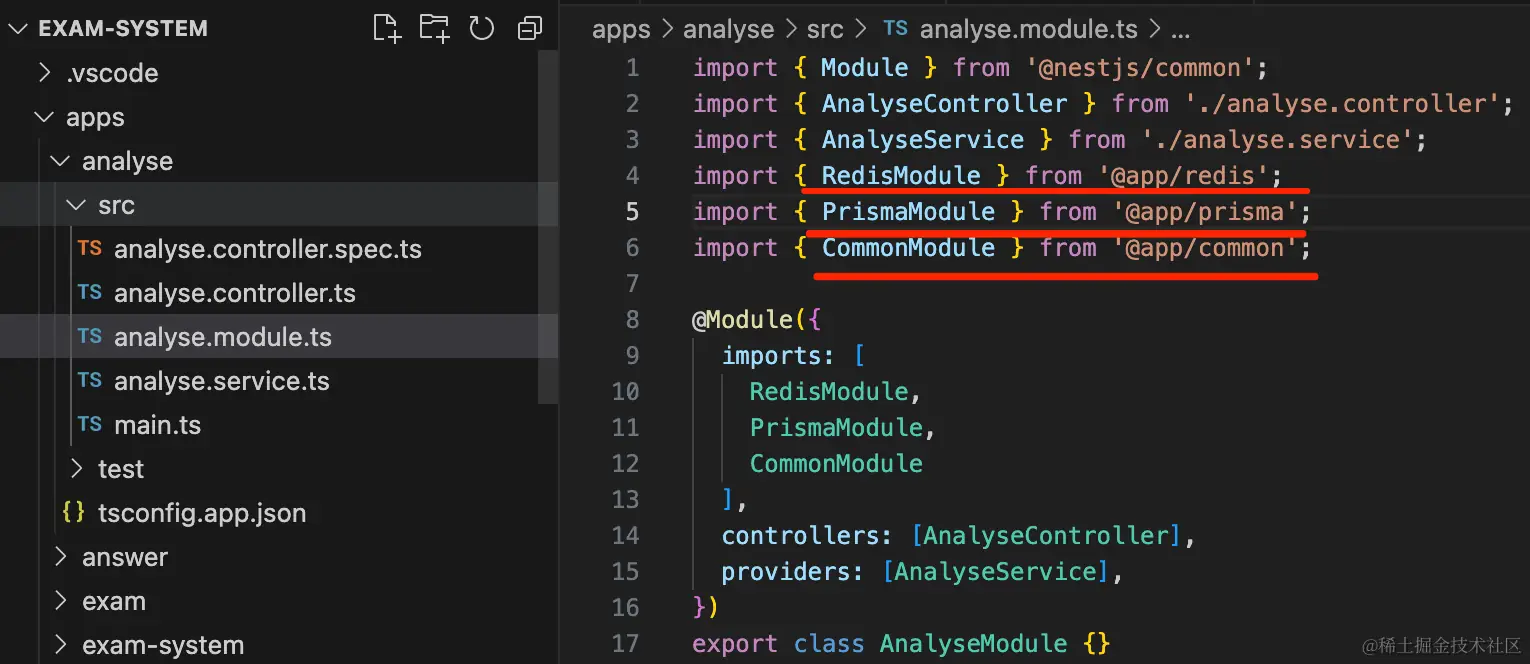 EXAM-SYSTEM
.vscode
apps
analyse
src
TS analyse.controller.spec.ts
TS analyse.controller.ts
TS analyse.module.ts
TS analyse.service.ts
TS main.ts
test
{} tsconfig.app.json
answer
exam
exam-system
apps > analyse > src > TS analyse.module.ts > ...
1 import { Module } from '@nestjs/common';
2 import { AnalyseController } from './analyse.controller';
3 import { AnalyseService } from './analyse.service';
4 import { RedisModule } from '@app/redis';
5 import { PrismaModule } from '@app/prisma';
6 import { CommonModule } from '@app/common';
7
8 @Module({
9   imports: [
10     RedisModule,
11     PrismaModule,
12     CommonModule
13   ],
14   controllers: [AnalyseController],
15   providers: [AnalyseService],
16 })
17 export class AnalyseModule {}
@稀土掘金技术社区